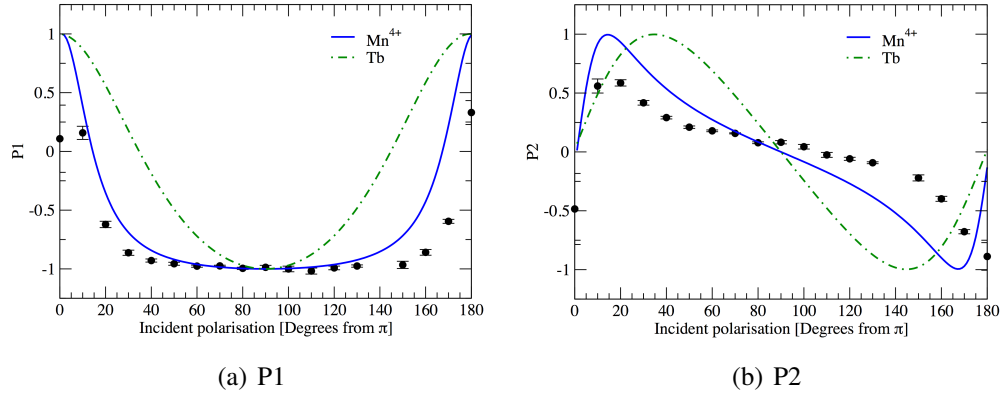 1
0.5
0
-0.5
-1
P1
Mn4+
Tb
0 20 40 60 80 100 120 140 160 180
Incident polarisation [Degrees from π]
(a) P1
1
0.5
0
-0.5
-1
P2
Mn4+
Tb
0 20 40 60 80 100 120 140 160 180
Incident polarisation [Degrees from π]
(b) P2